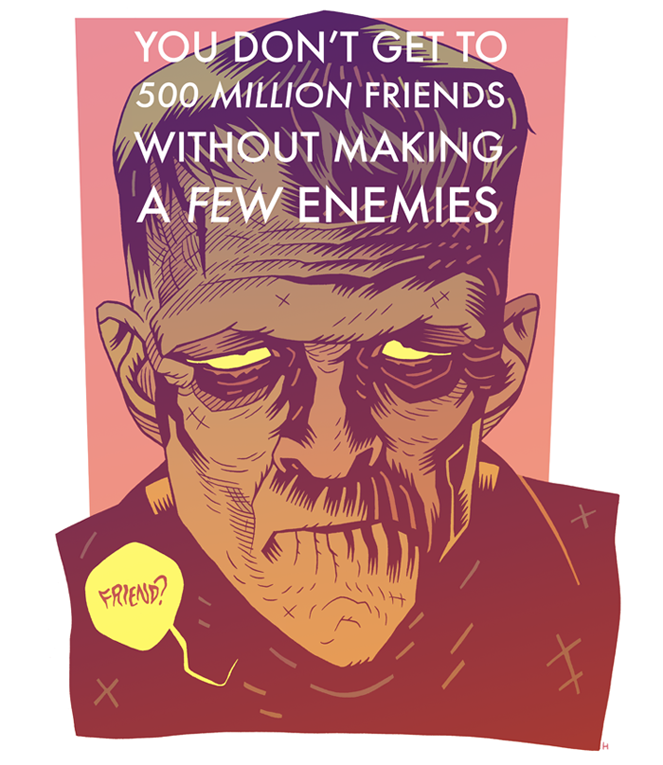 YOU DON'T GET TO
500 MILLION FRIENDS
WITHOUT MAKING
A FEW ENEMIES
FRIEND?
H